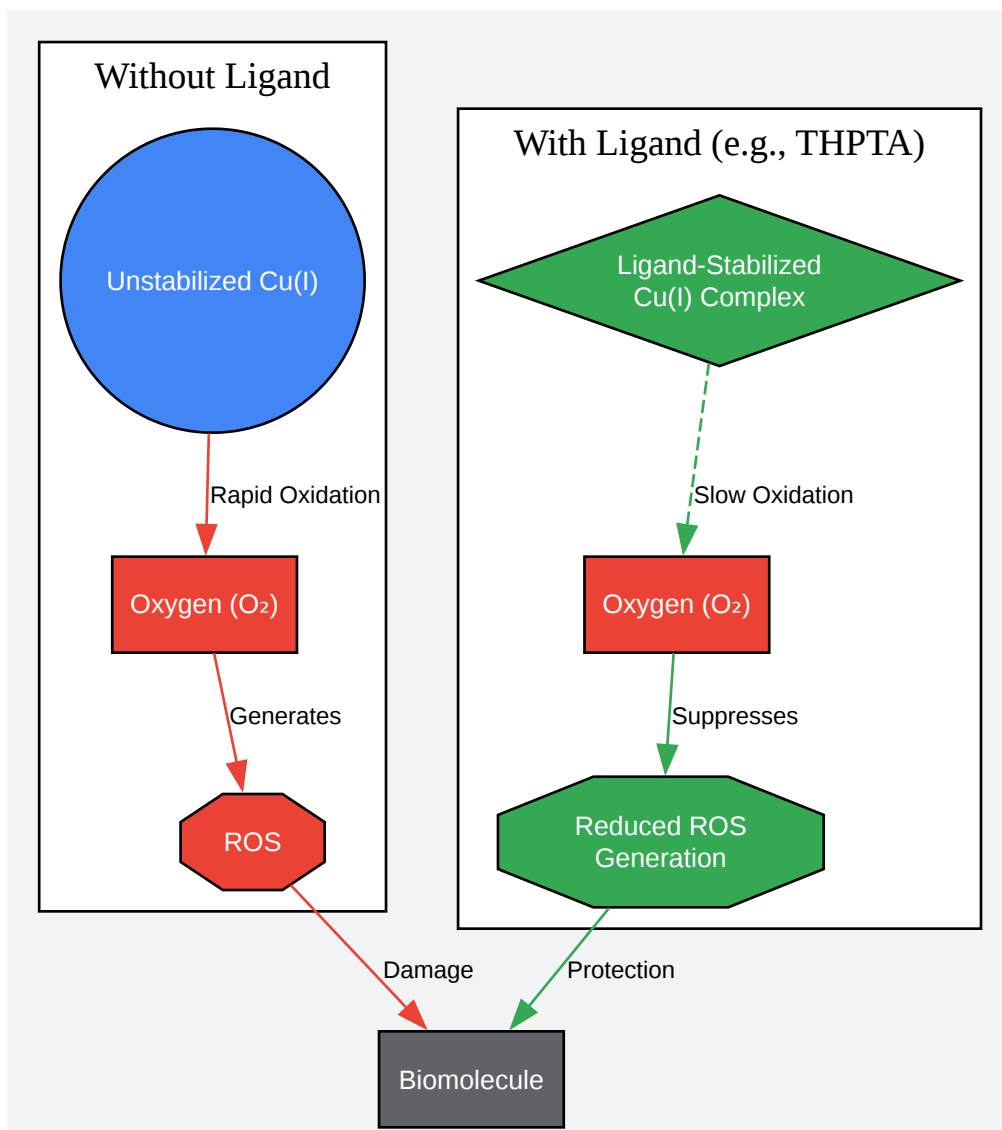 Without Ligand
Unstabilized Cu(I)
Rapid Oxidation
Oxygen (O₂)
Generates
ROS
With Ligand (e.g., THPTA)
Ligand-Stabilized
Cu(I) Complex
Slow Oxidation
Oxygen (O₂)
Suppresses
Reduced ROS
Generation
Damage
Protection
Biomolecule